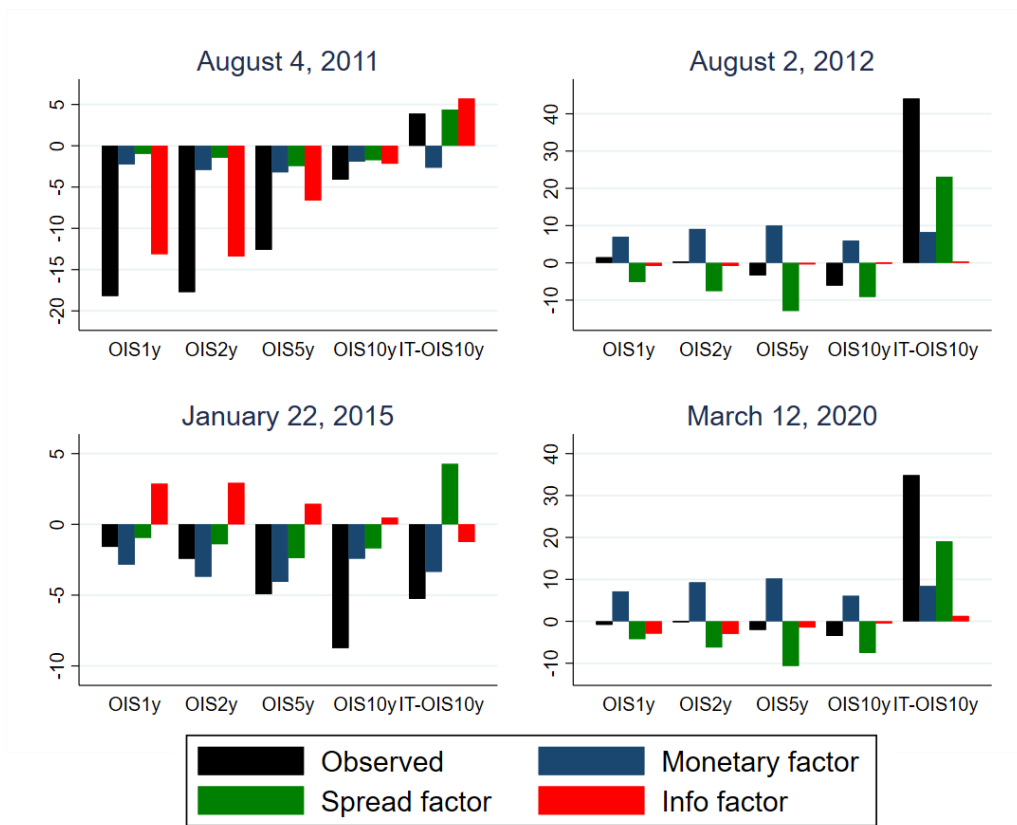 August 4, 2011
5
0
-5
-10
-15
-20
OIS1y OIS2y OIS5y OIS10y IT-OIS10y
August 2, 2012
40
30
20
10
0
-10
OIS1y OIS2y OIS5y OIS10y IT-OIS10y
January 22, 2015
5
0
-5
-10
OIS1y OIS2y OIS5y OIS10y IT-OIS10y
March 12, 2020
40
30
20
10
0
-10
OIS1y OIS2y OIS5y OIS10y IT-OIS10y
Observed Monetary factor
Spread factor Info factor